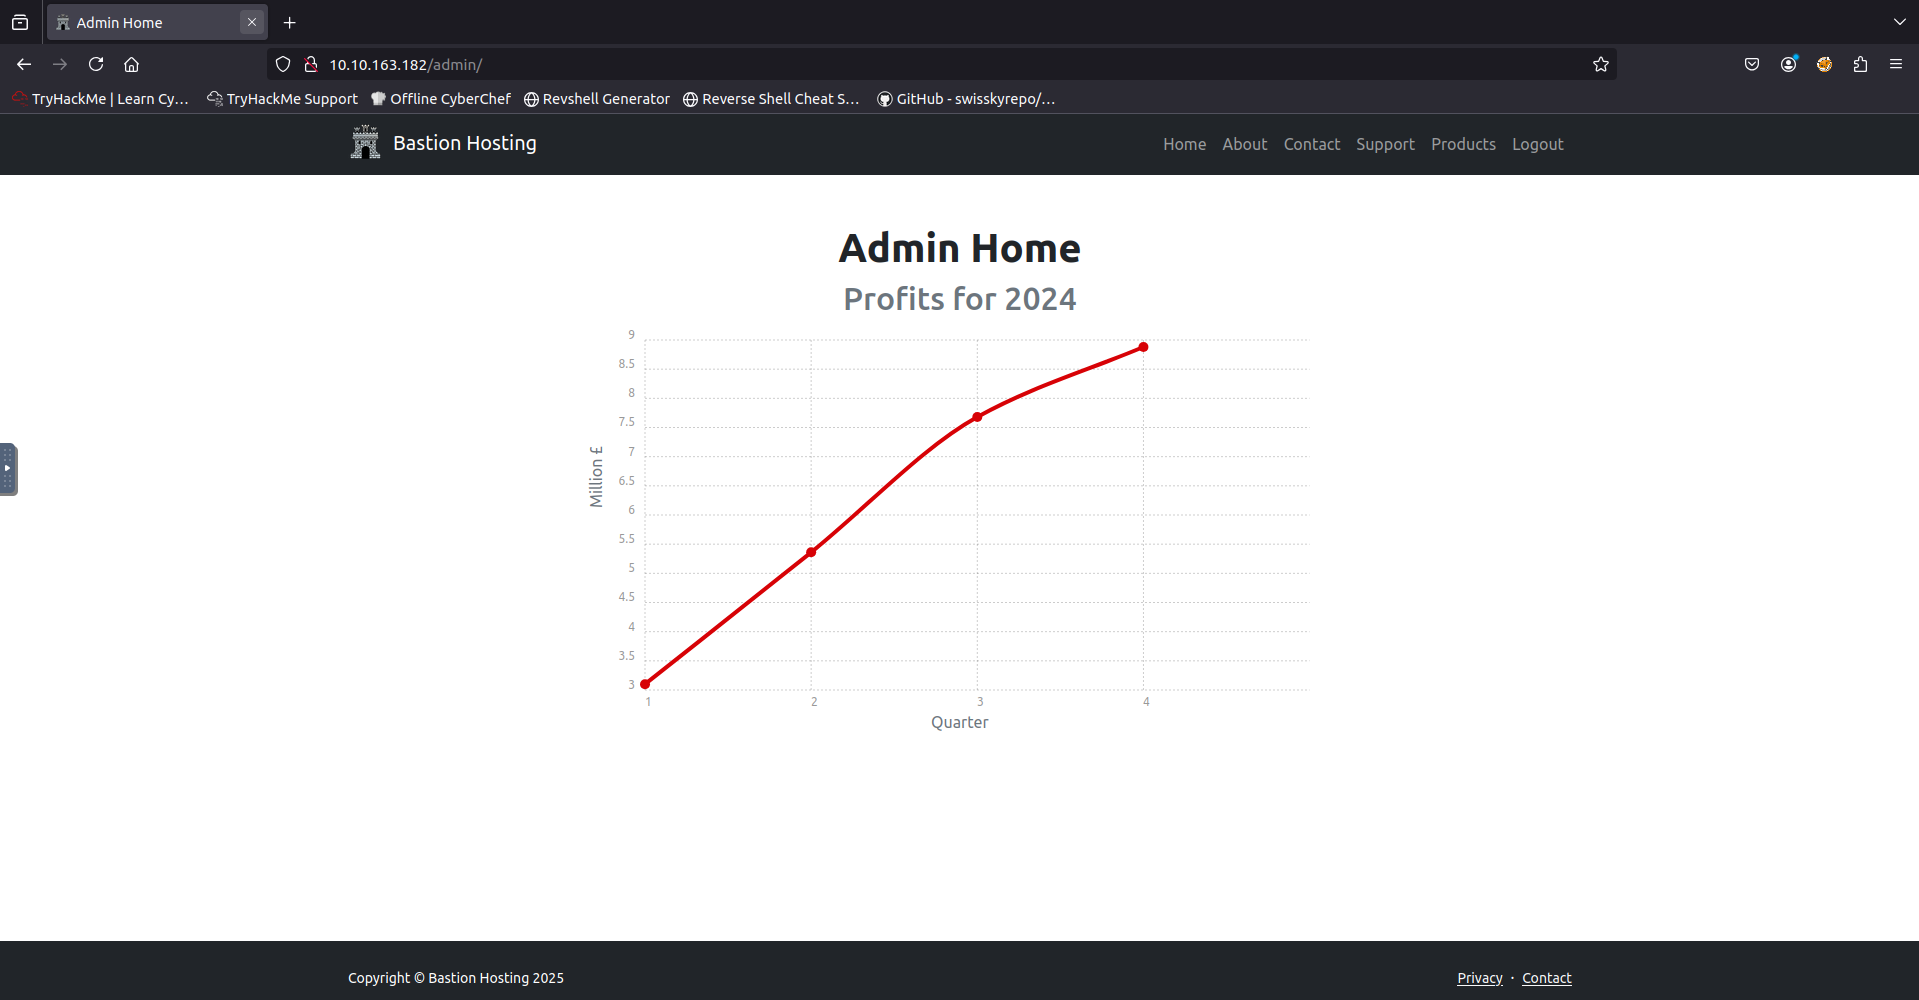 Admin Home
10.10.163.182/admin/
TryHackMe | Learn Cy...
TryHackMe Support
Offline CyberChef
Revshell Generator
Reverse Shell Cheat S...
GitHub - swisskyrepo/...
Bastion Hosting
Home
About
Contact
Support
Products
Logout
Admin Home
Profits for 2024
9
8.5
8
7.5
7
6.5
6
5.5
5
4.5
4
3.5
3
Million £
1
2
3
4
Quarter
Copyright © Bastion Hosting 2025
Privacy · Contact